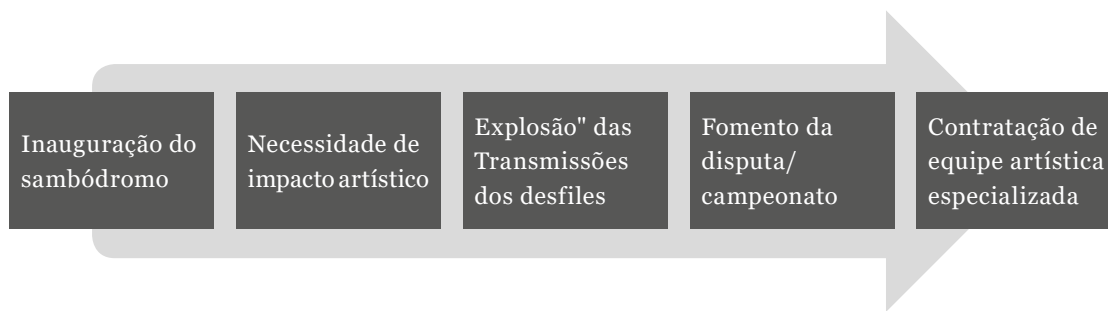 Inauguração do
sambódromo
Necessidade de
impacto artístico
Explosão" das
Transmissões
dos desfiles
Fomento da
disputa/
campeonato
Contratação de
equipe artística
especializada